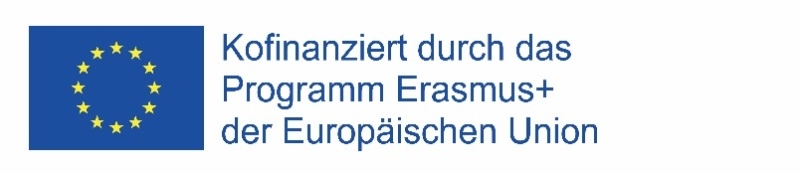 Kofinanziert durch das
Programm Erasmus+
der Europäischen Union